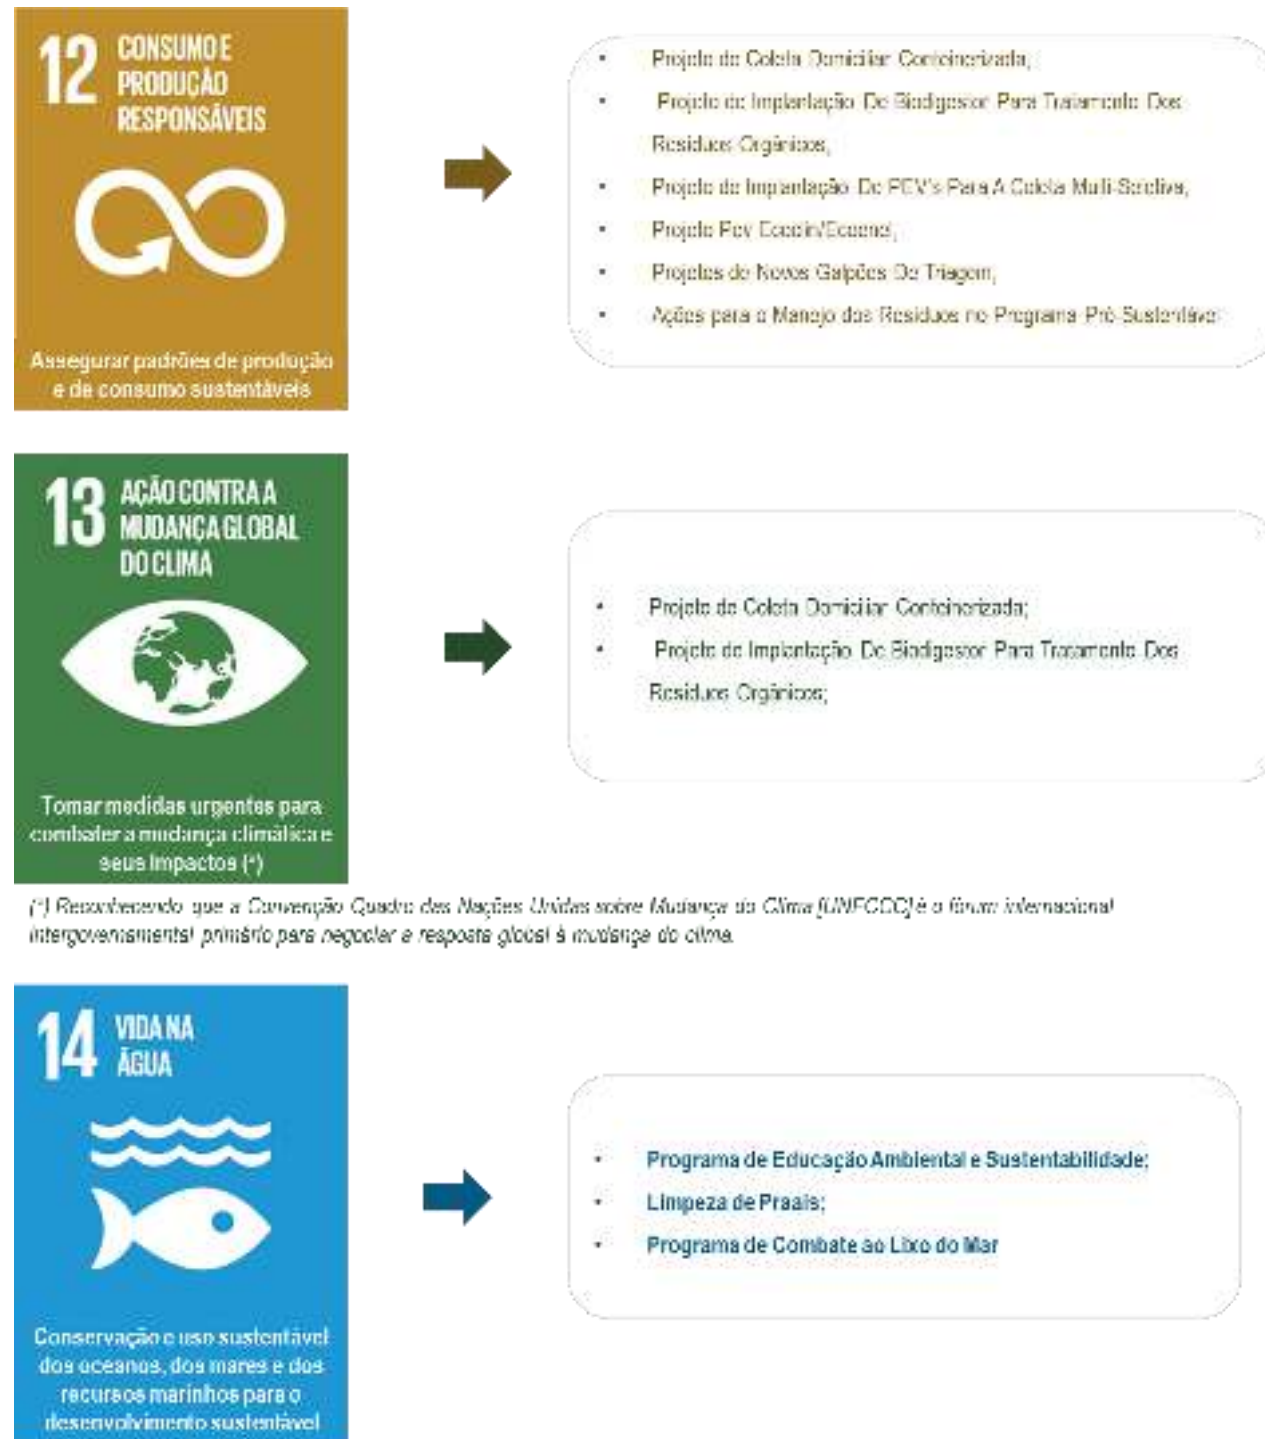 12 CONSUMO E
PRODUÇÃO
RESPONSÁVEIS
Assegurar padrões de produção
e de consumo sustentáveis
• Projeto de Coleta Domiciliar Conteinerizada;
• Projeto de Implantação De Biodigestor Para Tratamento Dos
Resíduos Orgânicos;
• Projeto de Implantação De PEV's Para A Coleta Multi-Seletiva;
• Projeto Pev
• Projetos de Novos Galpões De Triagem;
• Ações para o Manejo dos Resíduos no Programa Pró-Sustentável
13 AÇÃO CONTRA A
MUDANÇA GLOBAL
DO CLIMA
Tomar medidas urgentes para
combater a mudança climática e
seus impactos (*)
• Projeto de Coleta Domiciliar Conteinerizada;
• Projeto de Implantação De Biodigestor Para Tratamento Dos
Resíduos Orgânicos;
(*) Reconhecendo que a Convenção Quadro das Nações Unidas sobre Mudança do Clima [UNFCCC] é o fórum internacional
intergovernamental primário para negociar a resposta global à mudança do clima.
14 VIDA NA
ÁGUA
Conservação e uso sustentável
dos oceanos, dos mares e dos
recursos marinhos para o
desenvolvimento sustentável
• Programa de Educação Ambiental e Sustentabilidade;
• Limpeza de Praais;
• Programa de Combate ao Lixo do Mar